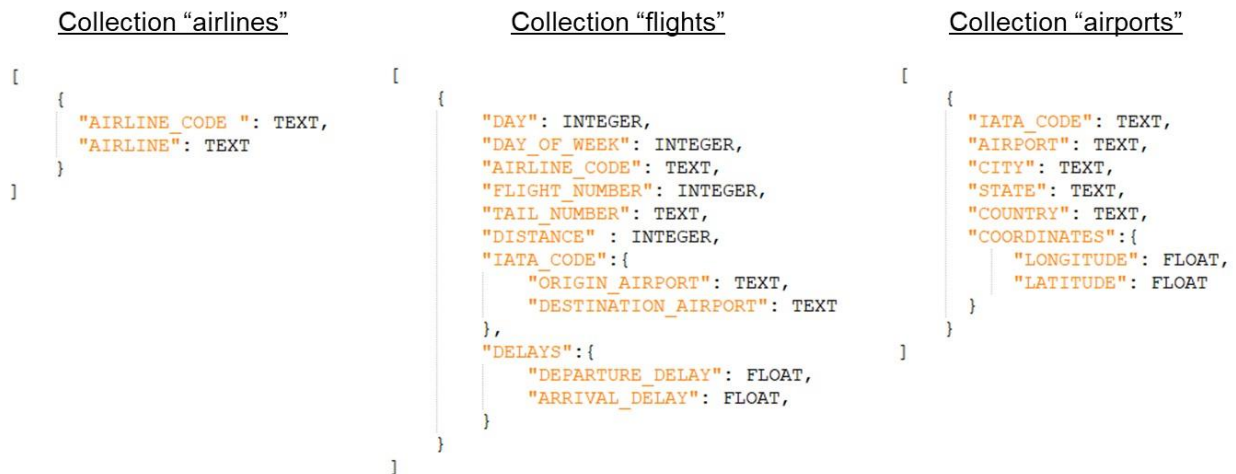 Collection “airlines”
[
{
"AIRLINE_CODE ": TEXT,
"AIRLINE": TEXT
}
]
Collection “flights”
[
{
"DAY": INTEGER,
"DAY_OF_WEEK": INTEGER,
"AIRLINE_CODE": TEXT,
"FLIGHT_NUMBER": INTEGER,
"TAIL_NUMBER": TEXT,
"DISTANCE" : INTEGER,
"IATA_CODE":{
"ORIGIN_AIRPORT": TEXT,
"DESTINATION_AIRPORT": TEXT
},
"DELAYS":{
"DEPARTURE_DELAY": FLOAT,
"ARRIVAL_DELAY": FLOAT,
}
}
]
Collection “airports”
[
{
"IATA_CODE": TEXT,
"AIRPORT": TEXT,
"CITY": TEXT,
"STATE": TEXT,
"COUNTRY": TEXT,
"COORDINATES":{
"LONGITUDE": FLOAT,
"LATITUDE": FLOAT
}
}
]